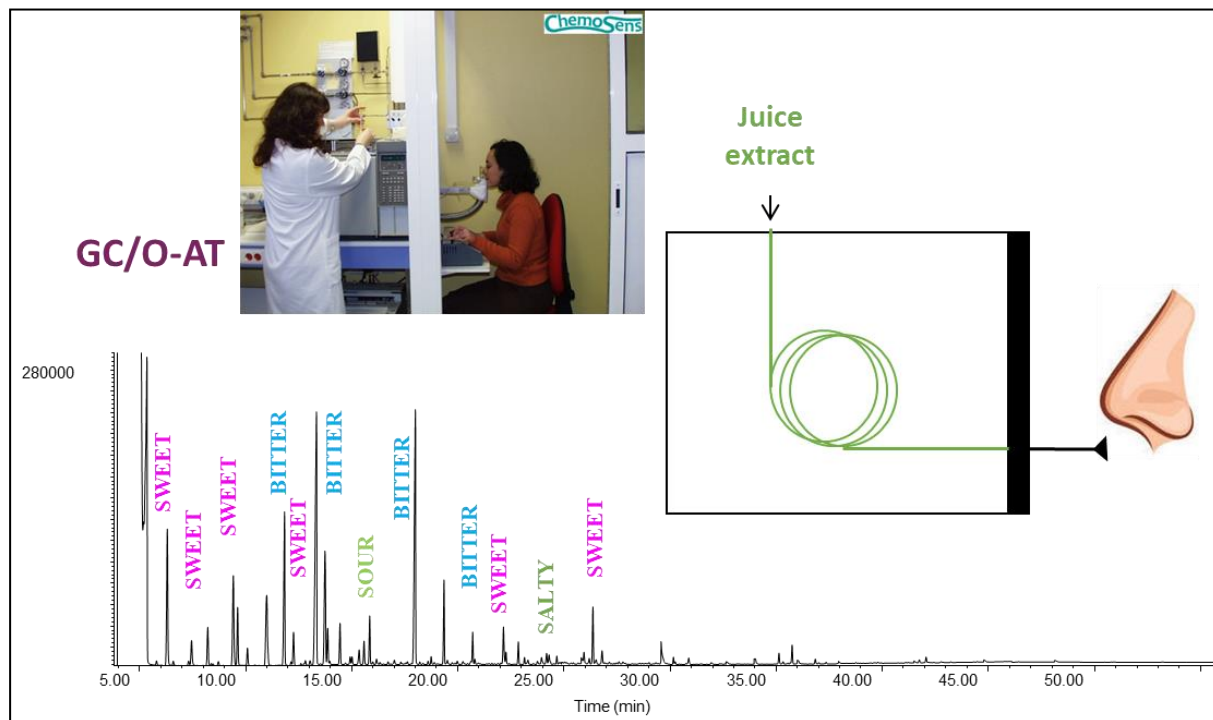 ChemoSens
Juice
extract
GC/O-AT
280000
SWEET
SWEET
SWEET
BITTER
SWEET
BITTER
SOUR
BITTER
BITTER
SWEET
SALTY
SWEET
5.00 10.00 15.00 20.00 25.00 30.00 35.00 40.00 45.00 50.00
Time (min)